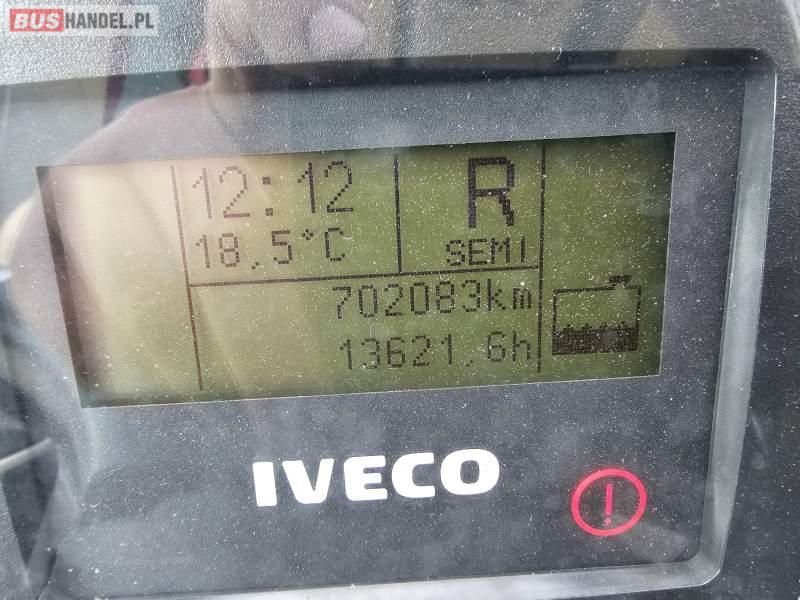 BUSHANDEL.PL
12:12
R
18,5°C
SEMI
702083km
13621,6h
IVECO
!